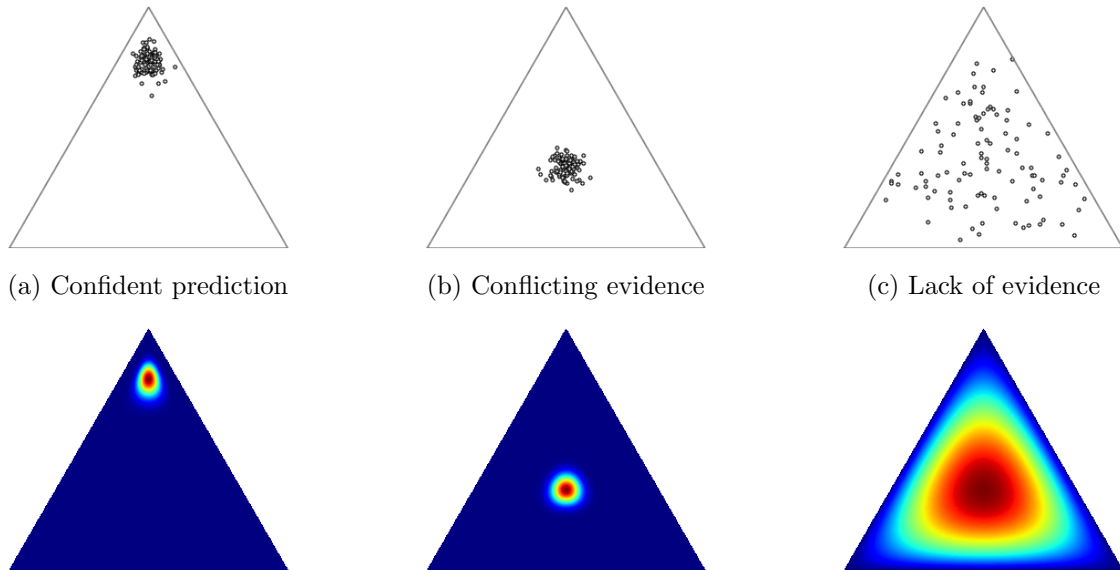 (a) Confident prediction
(b) Conflicting evidence
(c) Lack of evidence